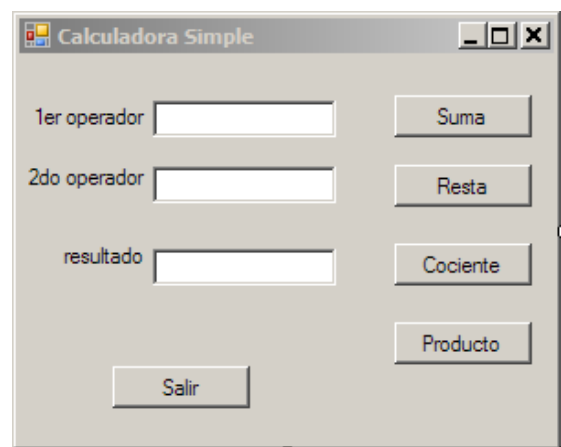 Calculadora Simple
1er operador
Suma
2do operador
Resta
resultado
Cociente
Producto
Salir